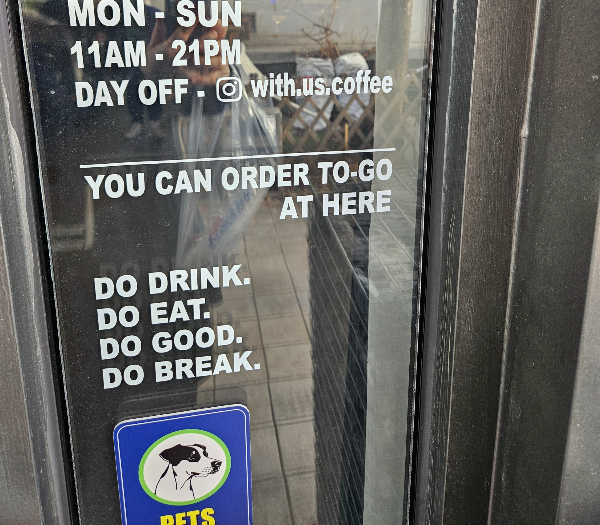 MON - SUN
11AM - 21PM
DAY OFF - with.us.coffee
YOU CAN ORDER TO-GO
AT HERE
DO DRINK.
DO EAT.
DO GOOD.
DO BREAK.
PETS